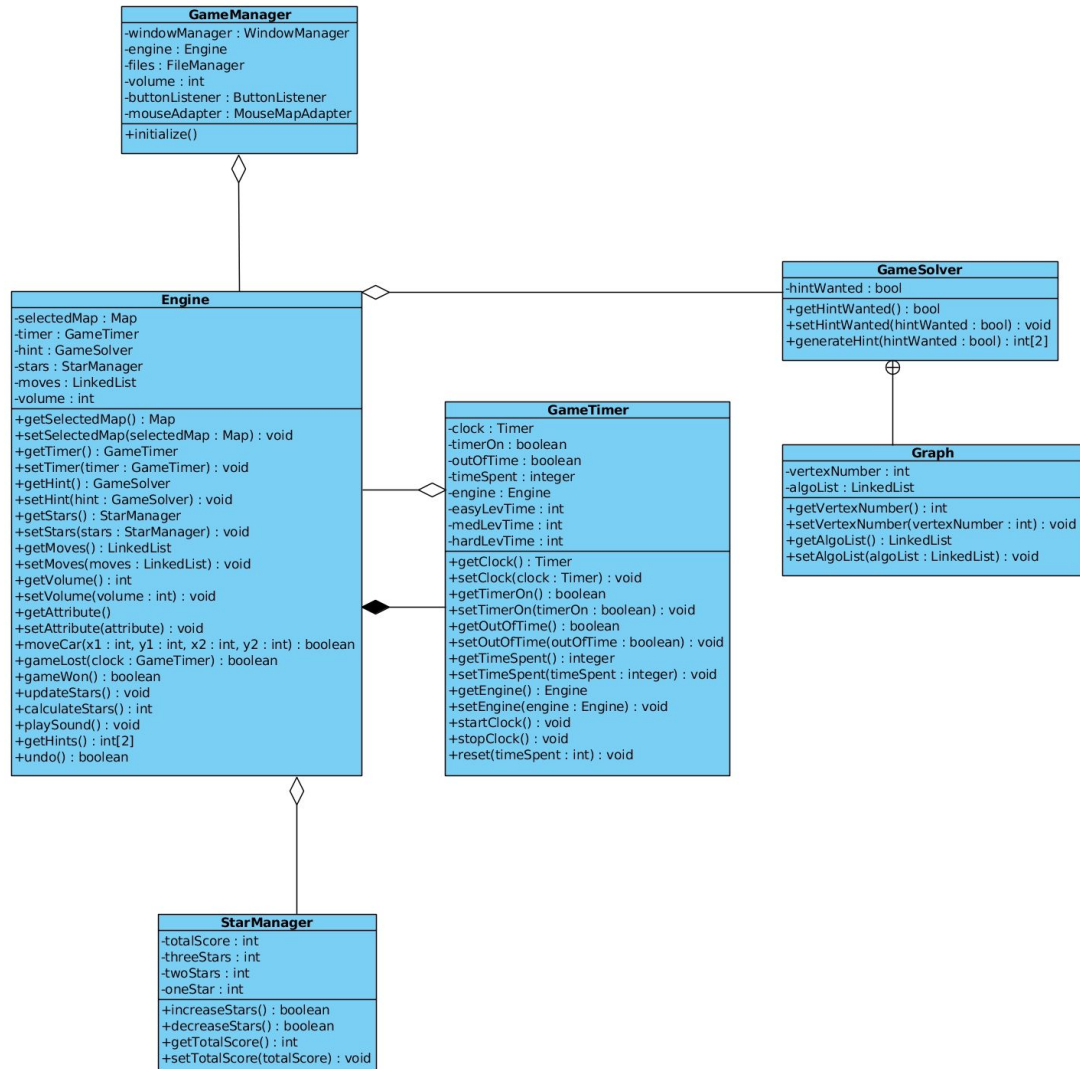 GameManager
-windowManager : WindowManager
-engine : Engine
-files : FileManager
-volume : int
-buttonListener : ButtonListener
-mouseAdapter : MouseMapAdapter
+initialize()
Engine
-selectedMap : Map
-timer : GameTimer
-hint : GameSolver
-stars : StarManager
-moves : LinkedList
-volume : int
+getSelectedMap() : Map
+setSelectedMap(selectedMap : Map) : void
+getTimer() : GameTimer
+setTimer(timer : GameTimer) : void
+getHint() : GameSolver
+setHint(hint : GameSolver) : void
+getStars() : StarManager
+setStars(stars : StarManager) : void
+getMoves() : LinkedList
+setMoves(moves : LinkedList) : void
+getVolume() : int
+setVolume(volume : int) : void
+getAttribute()
+setAttribute(attribute) : void
+moveCar(x1 : int, y1 : int, x2 : int, y2 : int) : boolean
+gameLost(clock : GameTimer) : boolean
+gameWon() : boolean
+updateStars() : void
+calculateStars() : int
+playSound() : void
+getHints() : int[2]
+undo() : boolean
GameSolver
-hintWanted : bool
+getHintWanted() : bool
+setHintWanted(hintWanted : bool) : void
+generateHint(hintWanted : bool) : int[2]
GameTimer
-clock : Timer
-timerOn : boolean
-outOfTime : boolean
-timeSpent : integer
-engine : Engine
-easyLevTime : int
-medLevTime : int
-hardLevTime : int
+getClock() : Timer
+setClock(clock : Timer) : void
+getTimerOn() : boolean
+setTimerOn(timerOn : boolean) : void
+getOutOfTime() : boolean
+setOutOfTime(outOfTime : boolean) : void
+getTimeSpent() : integer
+setTimeSpent(timeSpent : integer) : void
+getEngine() : Engine
+setEngine(engine : Engine) : void
+startClock() : void
+stopClock() : void
+reset(timeSpent : int) : void
Graph
-vertexNumber : int
-algoList : LinkedList
+getVertexNumber() : int
+setVertexNumber(vertexNumber : int) : void
+getAlgoList() : LinkedList
+setAlgoList(algoList : LinkedList) : void
StarManager
-totalScore : int
-threeStars : int
-twoStars : int
-oneStar : int
+increaseStars() : boolean
+decreaseStars() : boolean
+getTotalScore() : int
+setTotalScore(totalScore) : void